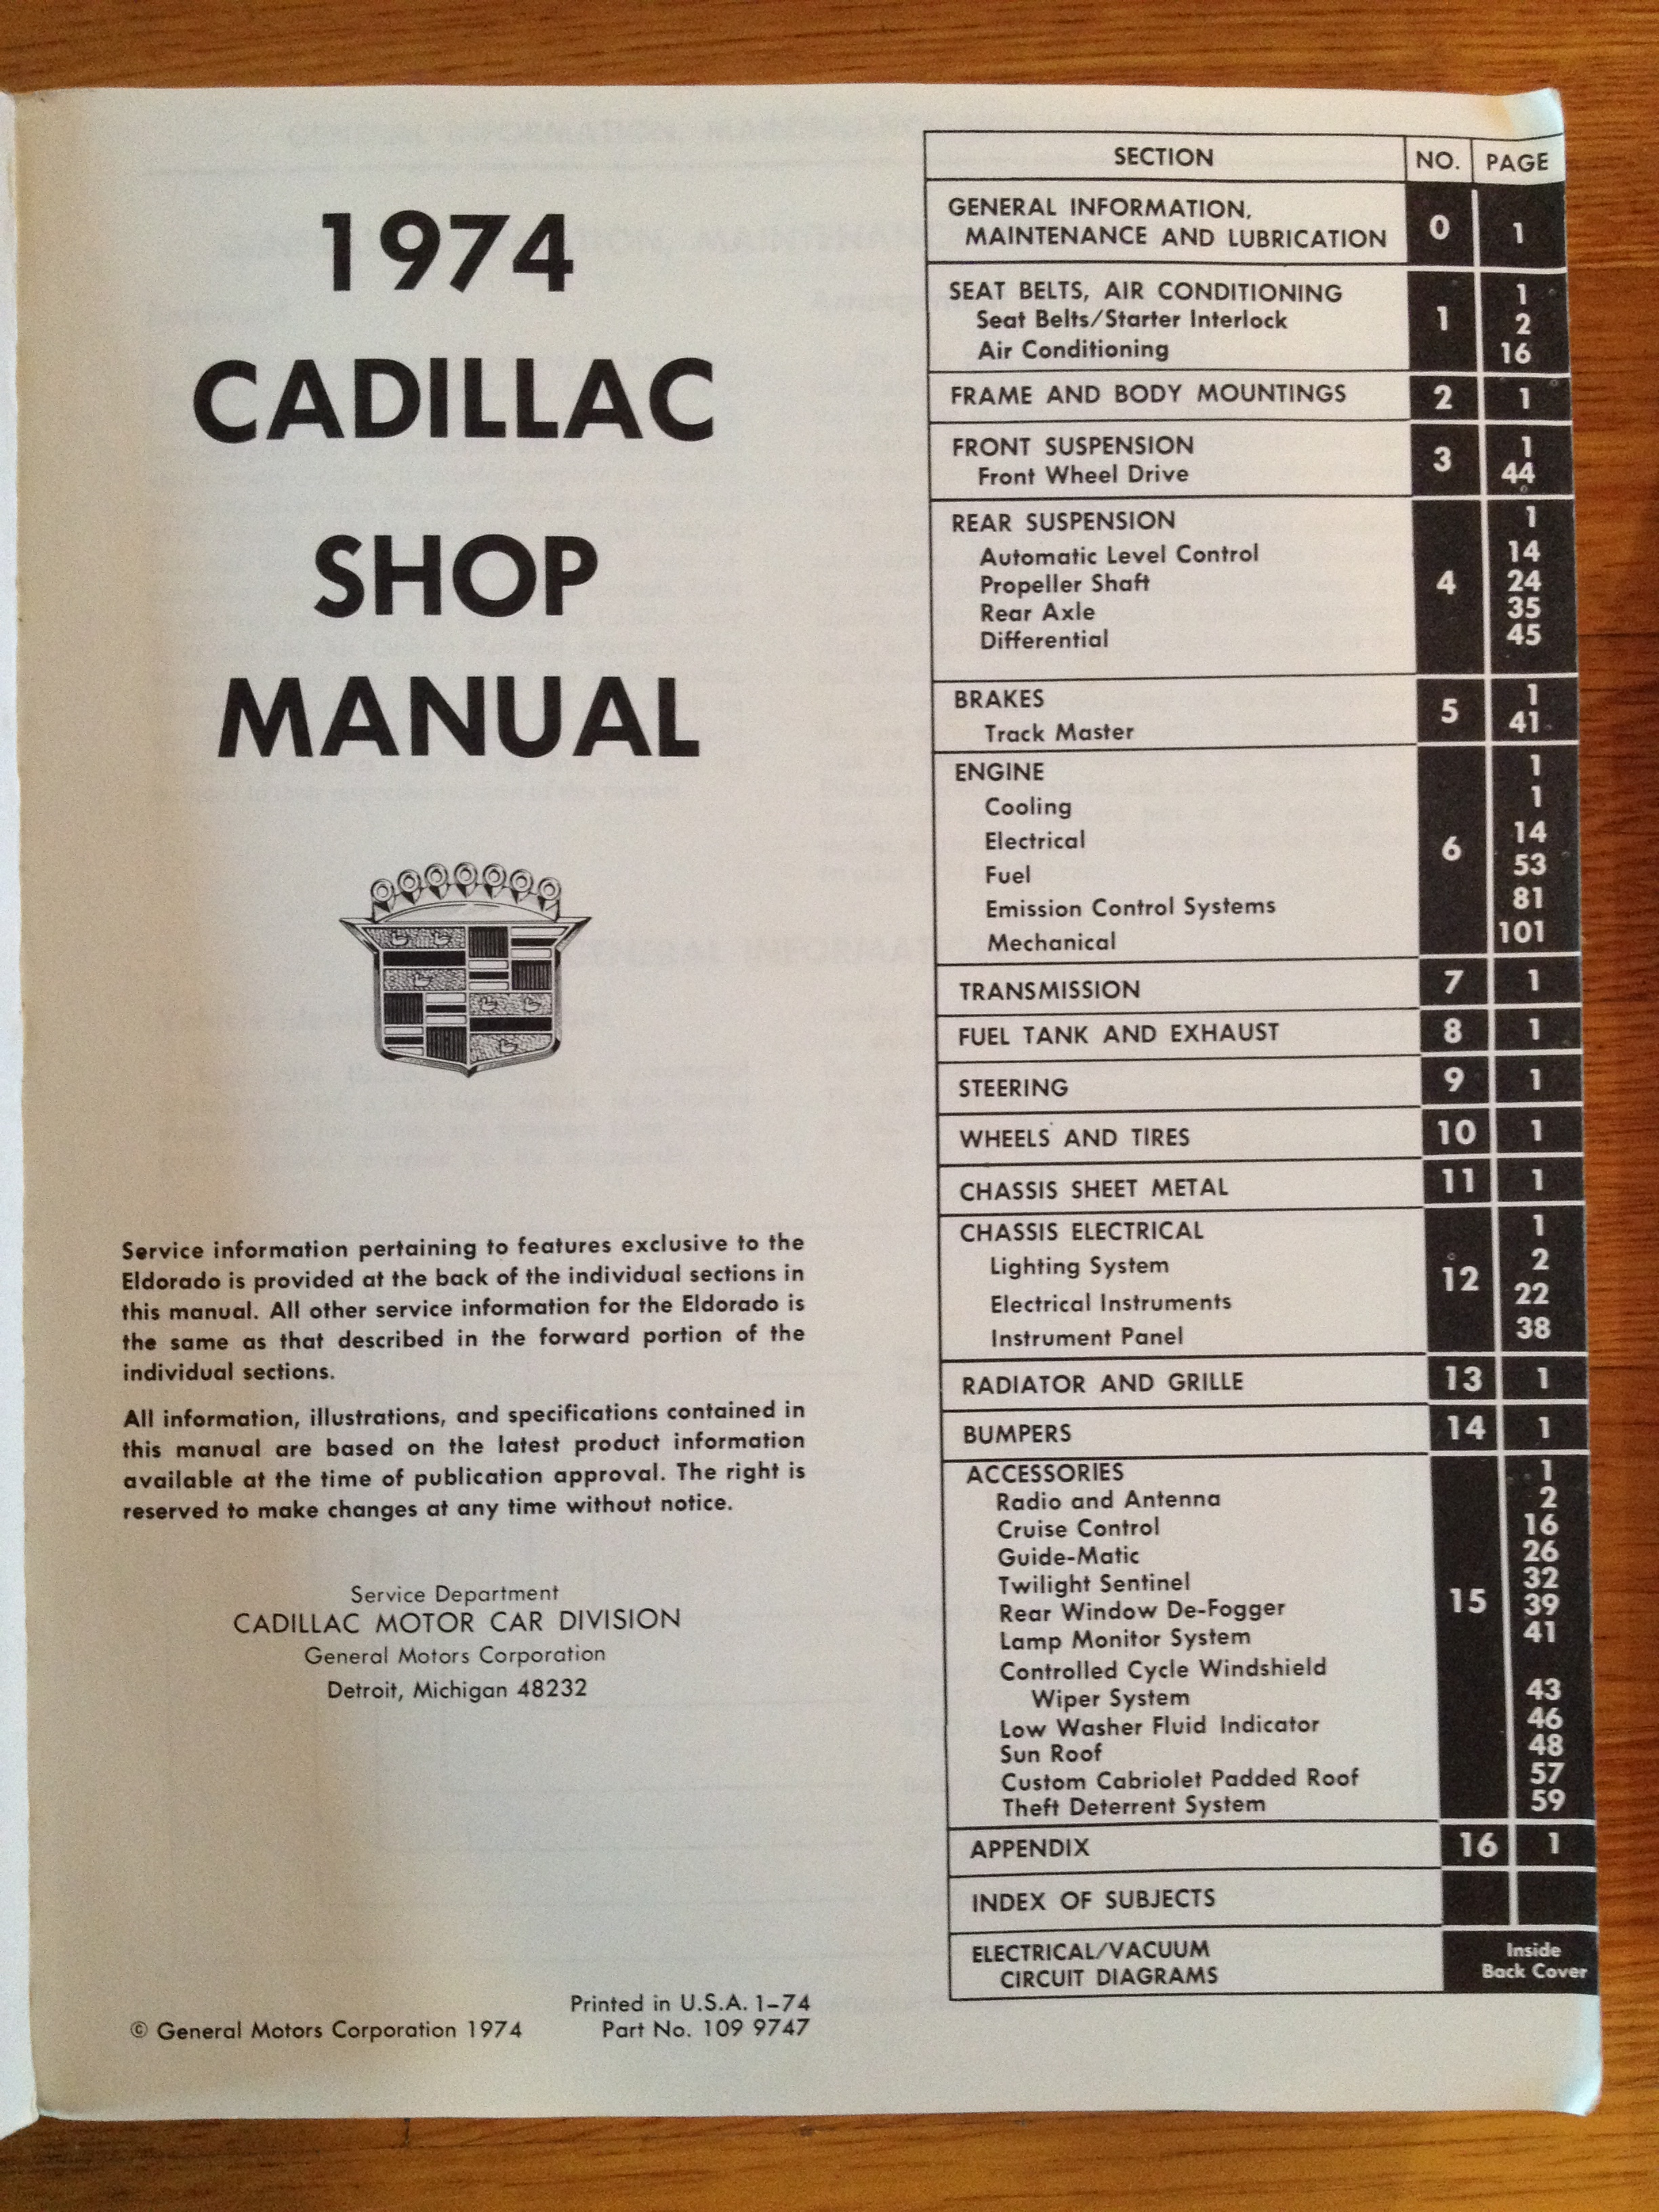 1974
CADILLAC
SHOP
MANUAL
Service information pertaining to features exclusive to the
Eldorado is provided at the back of the individual sections in
this manual. All other service information for the Eldorado is
the same as that described in the forward portion of the
individual sections.
All information, illustrations, and specifications contained in
this manual are based on the latest product information
available at the time of publication approval. The right is
reserved to make changes at any time without notice.
Service Department
CADILLAC MOTOR CAR DIVISION
General Motors Corporation
Detroit, Michigan 48232
Printed in U.S.A. 1-74
© General Motors Corporation 1974 Part No. 109 9747
SECTION NO. PAGE
GENERAL INFORMATION,
MAINTENANCE AND LUBRICATION 0 1
SEAT BELTS, AIR CONDITIONING 1
Seat Belts/Starter Interlock 1 2
Air Conditioning 16
FRAME AND BODY MOUNTINGS 2 1
FRONT SUSPENSION 3 1
Front Wheel Drive 44
REAR SUSPENSION 1
Automatic Level Control 14
Propeller Shaft 4 24
Rear Axle 35
Differential 45
BRAKES 5 1
Track Master 41
ENGINE 1
Cooling 1
Electrical 6 14
Fuel 53
Emission Control Systems 81
Mechanical 101
TRANSMISSION 7 1
FUEL TANK AND EXHAUST 8 1
STEERING 9 1
WHEELS AND TIRES 10 1
CHASSIS SHEET METAL 11 1
CHASSIS ELECTRICAL 1
Lighting System 12 2
Electrical Instruments 22
Instrument Panel 38
RADIATOR AND GRILLE 13 1
BUMPERS 14 1
ACCESSORIES 1
Radio and Antenna 2
Cruise Control 16
Guide-Matic 26
Twilight Sentinel 32
Rear Window De-Fogger 15 39
Lamp Monitor System 41
Controlled Cycle Windshield
Wiper System 43
Low Washer Fluid Indicator 46
Sun Roof 48
Custom Cabriolet Padded Roof 57
Theft Deterrent System 59
APPENDIX 16 1
INDEX OF SUBJECTS
ELECTRICAL/VACUUM Inside
CIRCUIT DIAGRAMS Back Cover